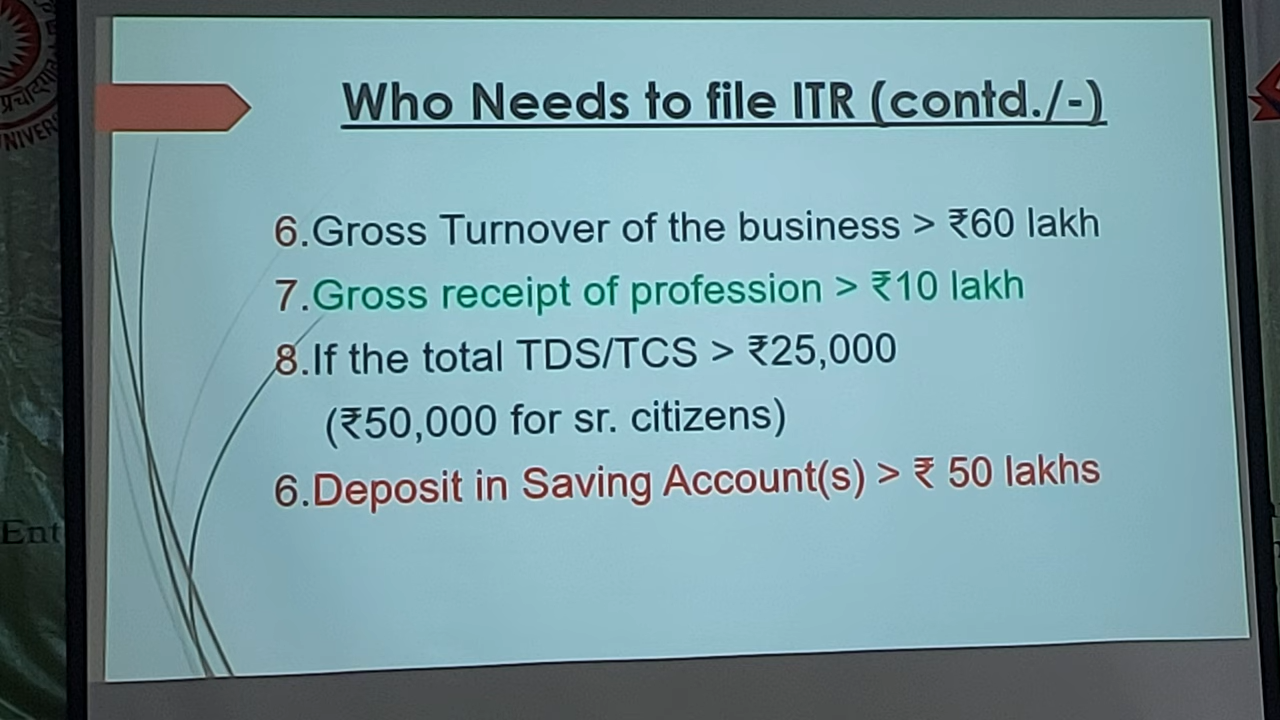 Who Needs to file ITR (contd./-)
6.Gross Turnover of the business > ₹60 lakh
7.Gross receipt of profession > ₹10 lakh
8.If the total TDS/TCS > ₹25,000
(₹50,000 for sr. citizens)
6.Deposit in Saving Account(s) > ₹ 50 lakhs
Ent